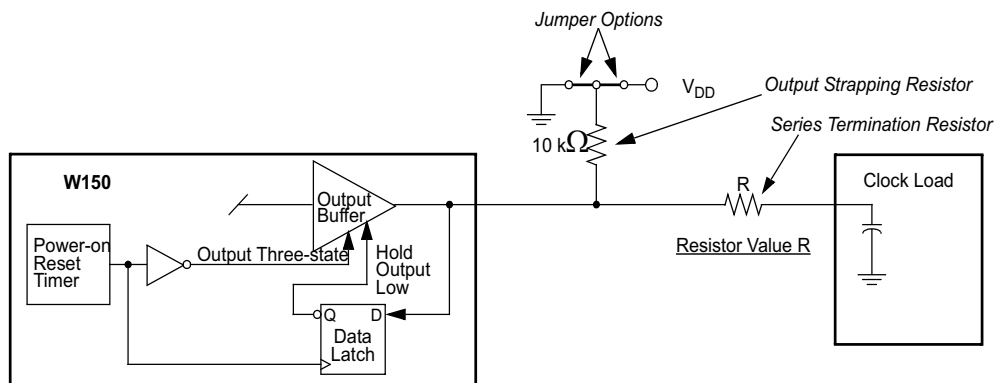 Jumper Options
VDD
Output Strapping Resistor
10 kΩ
Series Termination Resistor
W150
Output
Buffer
R
Clock Load
Power-on
Reset
Timer
Output Three-state
Hold
Output
Low
Resistor Value R
Q
D
Data
Latch